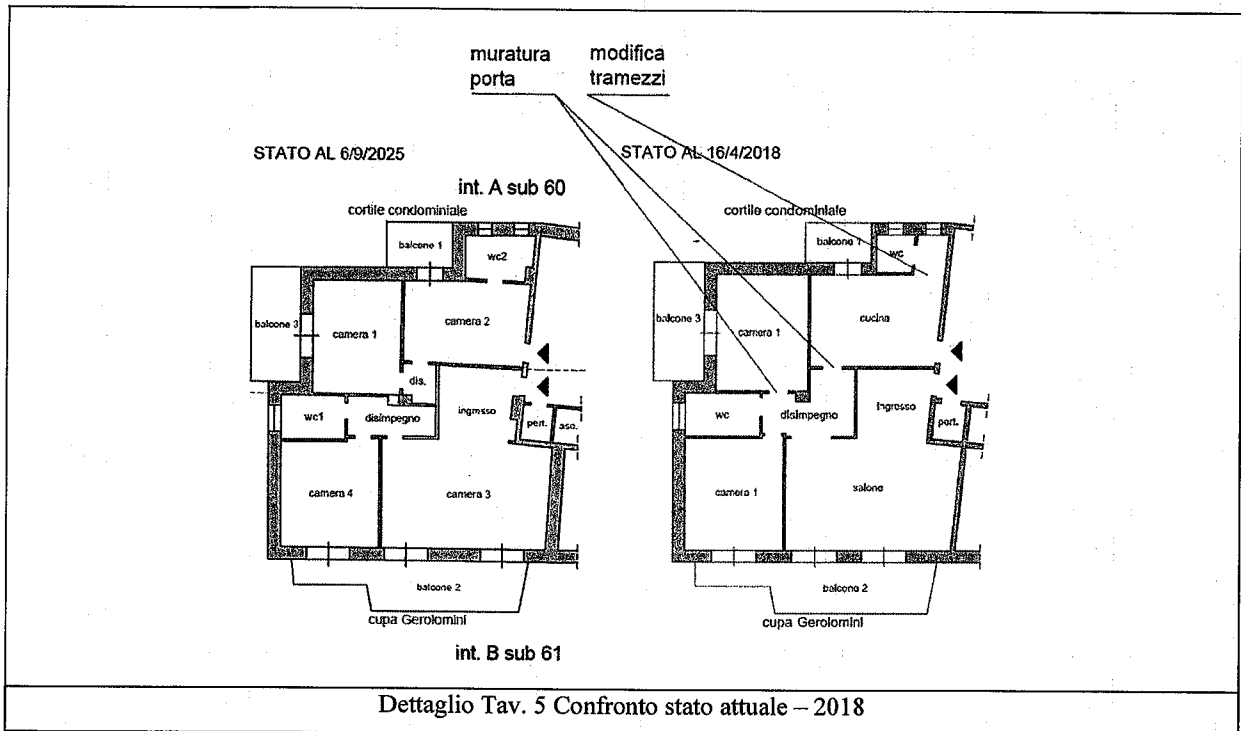 muratura
porta
modifica
tramezzi
STATO AL 6/9/2025
int. A sub 60
cortile condominiale
balcone 1
wc2
balcone 3
camera 1
camera 2
dis.
wc1
disimpegno
ingresso
pert.
asc.
camera 4
camera 3
balcone 2
cupa Gerolomini
int. B sub 61
STATO AL 16/4/2018
cortile condominiale
balcone 1
wc
balcone 3
camera 1
cucina
wc
disimpegno
ingresso
port.
camera 1
salone
balcone 2
cupa Gerolomini
Dettaglio Tav. 5 Confronto stato attuale – 2018